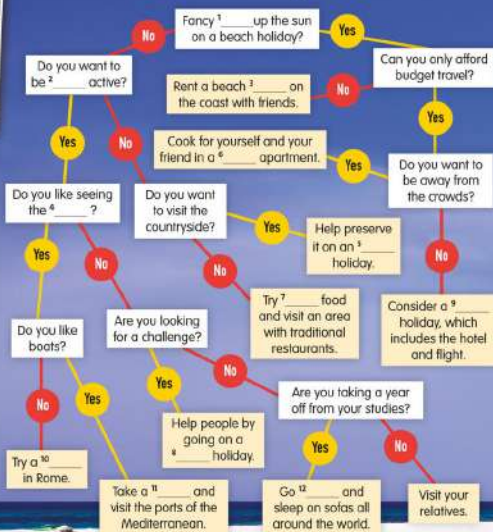 Fancy 1_____up the sun
on a beach holiday?
No
Yes
Do you want to
be 2_____ active?
Can you only afford
budget travel?
Rent a beach 3_____ on
the coast with friends.
No
Yes
Yes
No
Cook for yourself and your
friend in a 6_____ apartment.
Yes
Do you want to
be away from
the crowds?
Do you like seeing
the 4_____ ?
Do you want
to visit the
countryside?
Yes
Help preserve
it on an 5_____
holiday.
No
Yes
No
No
Try 7_____ food
and visit an area
with traditional
restaurants.
Consider a 9_____
holiday, which
includes the hotel
and flight.
Do you like
boats?
Are you looking
for a challenge?
No
Yes
Are you taking a year
off from your studies?
No
Yes
Help people by
going on a
8_____ holiday.
Yes
No
Try a 10_____
in Rome.
Take a 11_____ and
visit the ports of the
Mediterranean.
Go 12_____ and
sleep on sofas all
around the world.
Visit your
relatives.